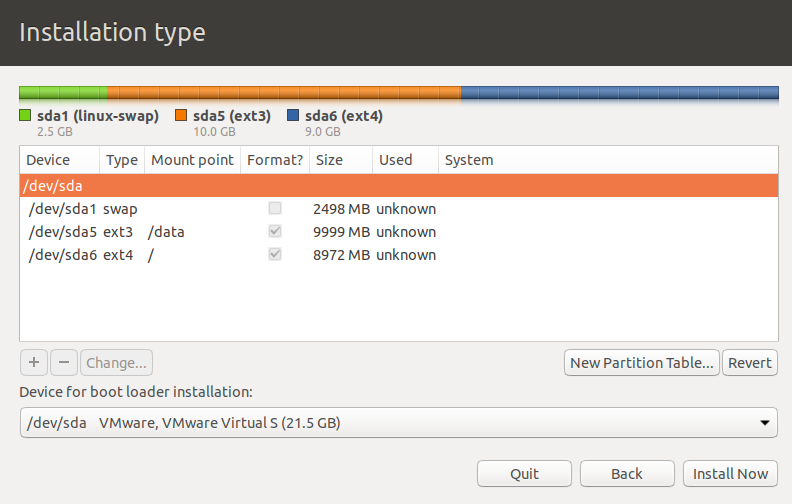 Installation type
sda1 (linux-swap) sda5 (ext3) sda6 (ext4)
2.5 GB 10.0 GB 9.0 GB
Device Type Mount point Format? Size Used System
/dev/sda
/dev/sda1 swap 2498 MB unknown
/dev/sda5 ext3 /data 9999 MB unknown
/dev/sda6 ext4 / 8972 MB unknown
+ − Change... New Partition Table... Revert
Device for boot loader installation:
/dev/sda VMware, VMware Virtual S (21.5 GB)
Quit Back Install Now